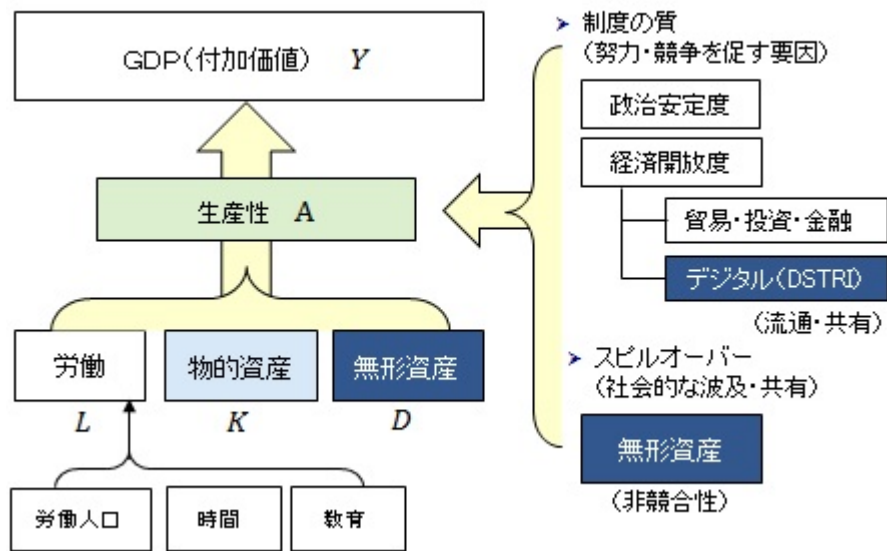 GDP(付加価値) Y
生産性 A
労働
物的資産
無形資産
L
K
D
労働人口
時間
教育
➤ 制度の質
(努力・競争を促す要因)
政治安定度
経済開放度
貿易・投資・金融
デジタル(DSTRI)
(流通・共有)
➤ スピルオーバー
(社会的な波及・共有)
無形資産
(非競合性)